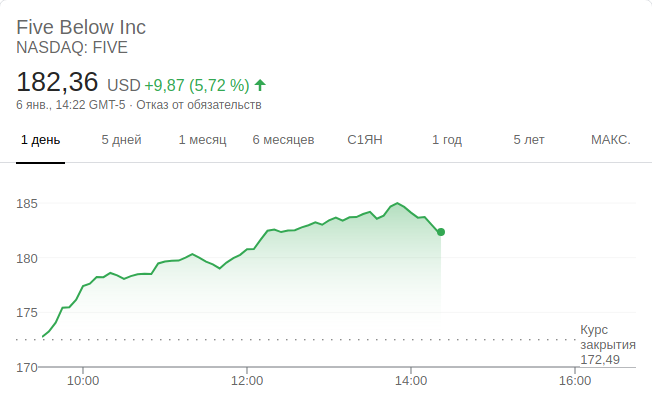 Five Below Inc
NASDAQ: FIVE
182,36 USD +9,87 (5,72 %)
6 янв., 14:22 GMT-5 · Отказ от обязательств
1 день 5 дней 1 месяц 6 месяцев С1ЯН 1 год 5 лет МАКС.
185
180
175
170
Курс
закрытия
172,49
10:00 12:00 14:00 16:00